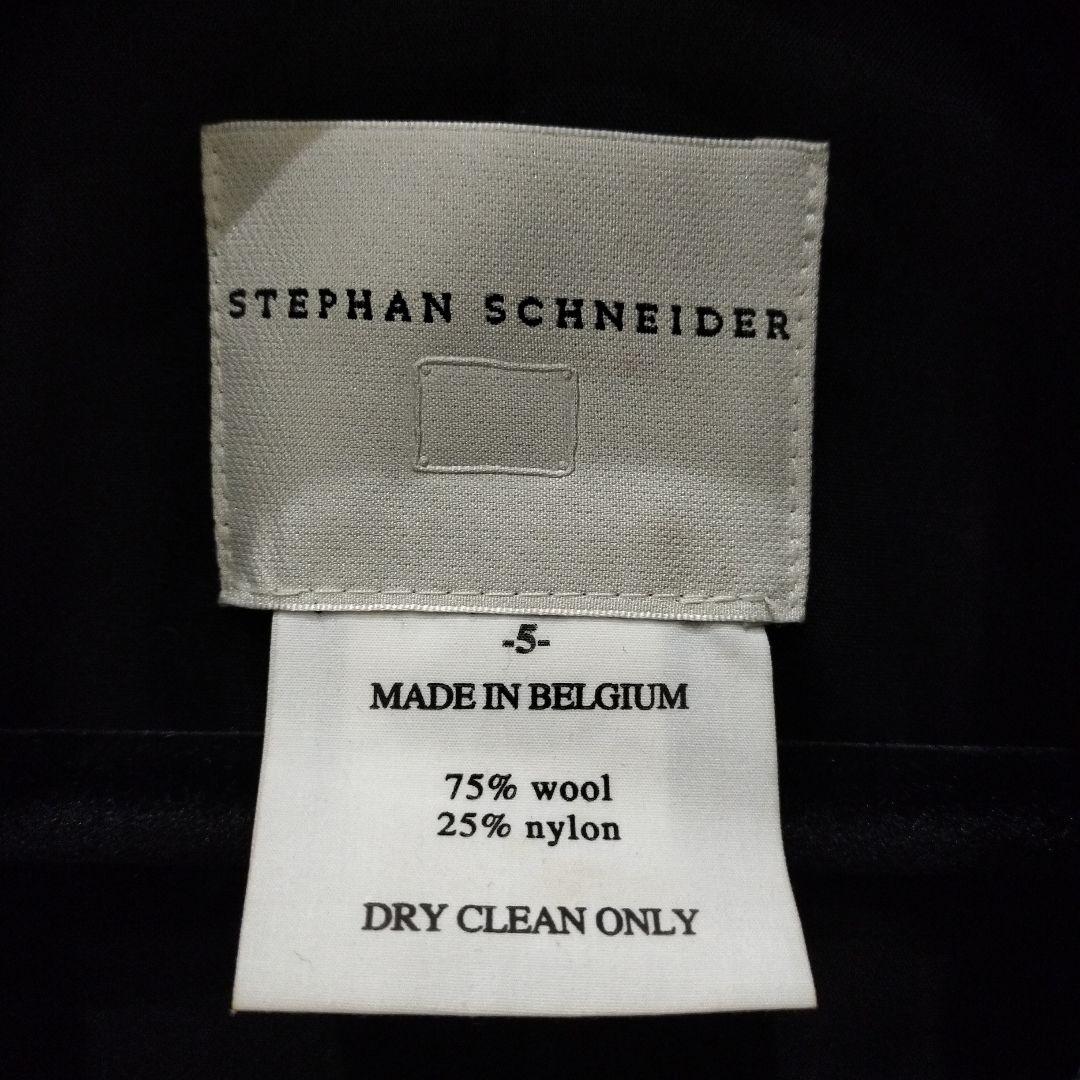 STEPHAN SCHNEIDER
-5-
MADE IN BELGIUM
75% wool
25% nylon
DRY CLEAN ONLY